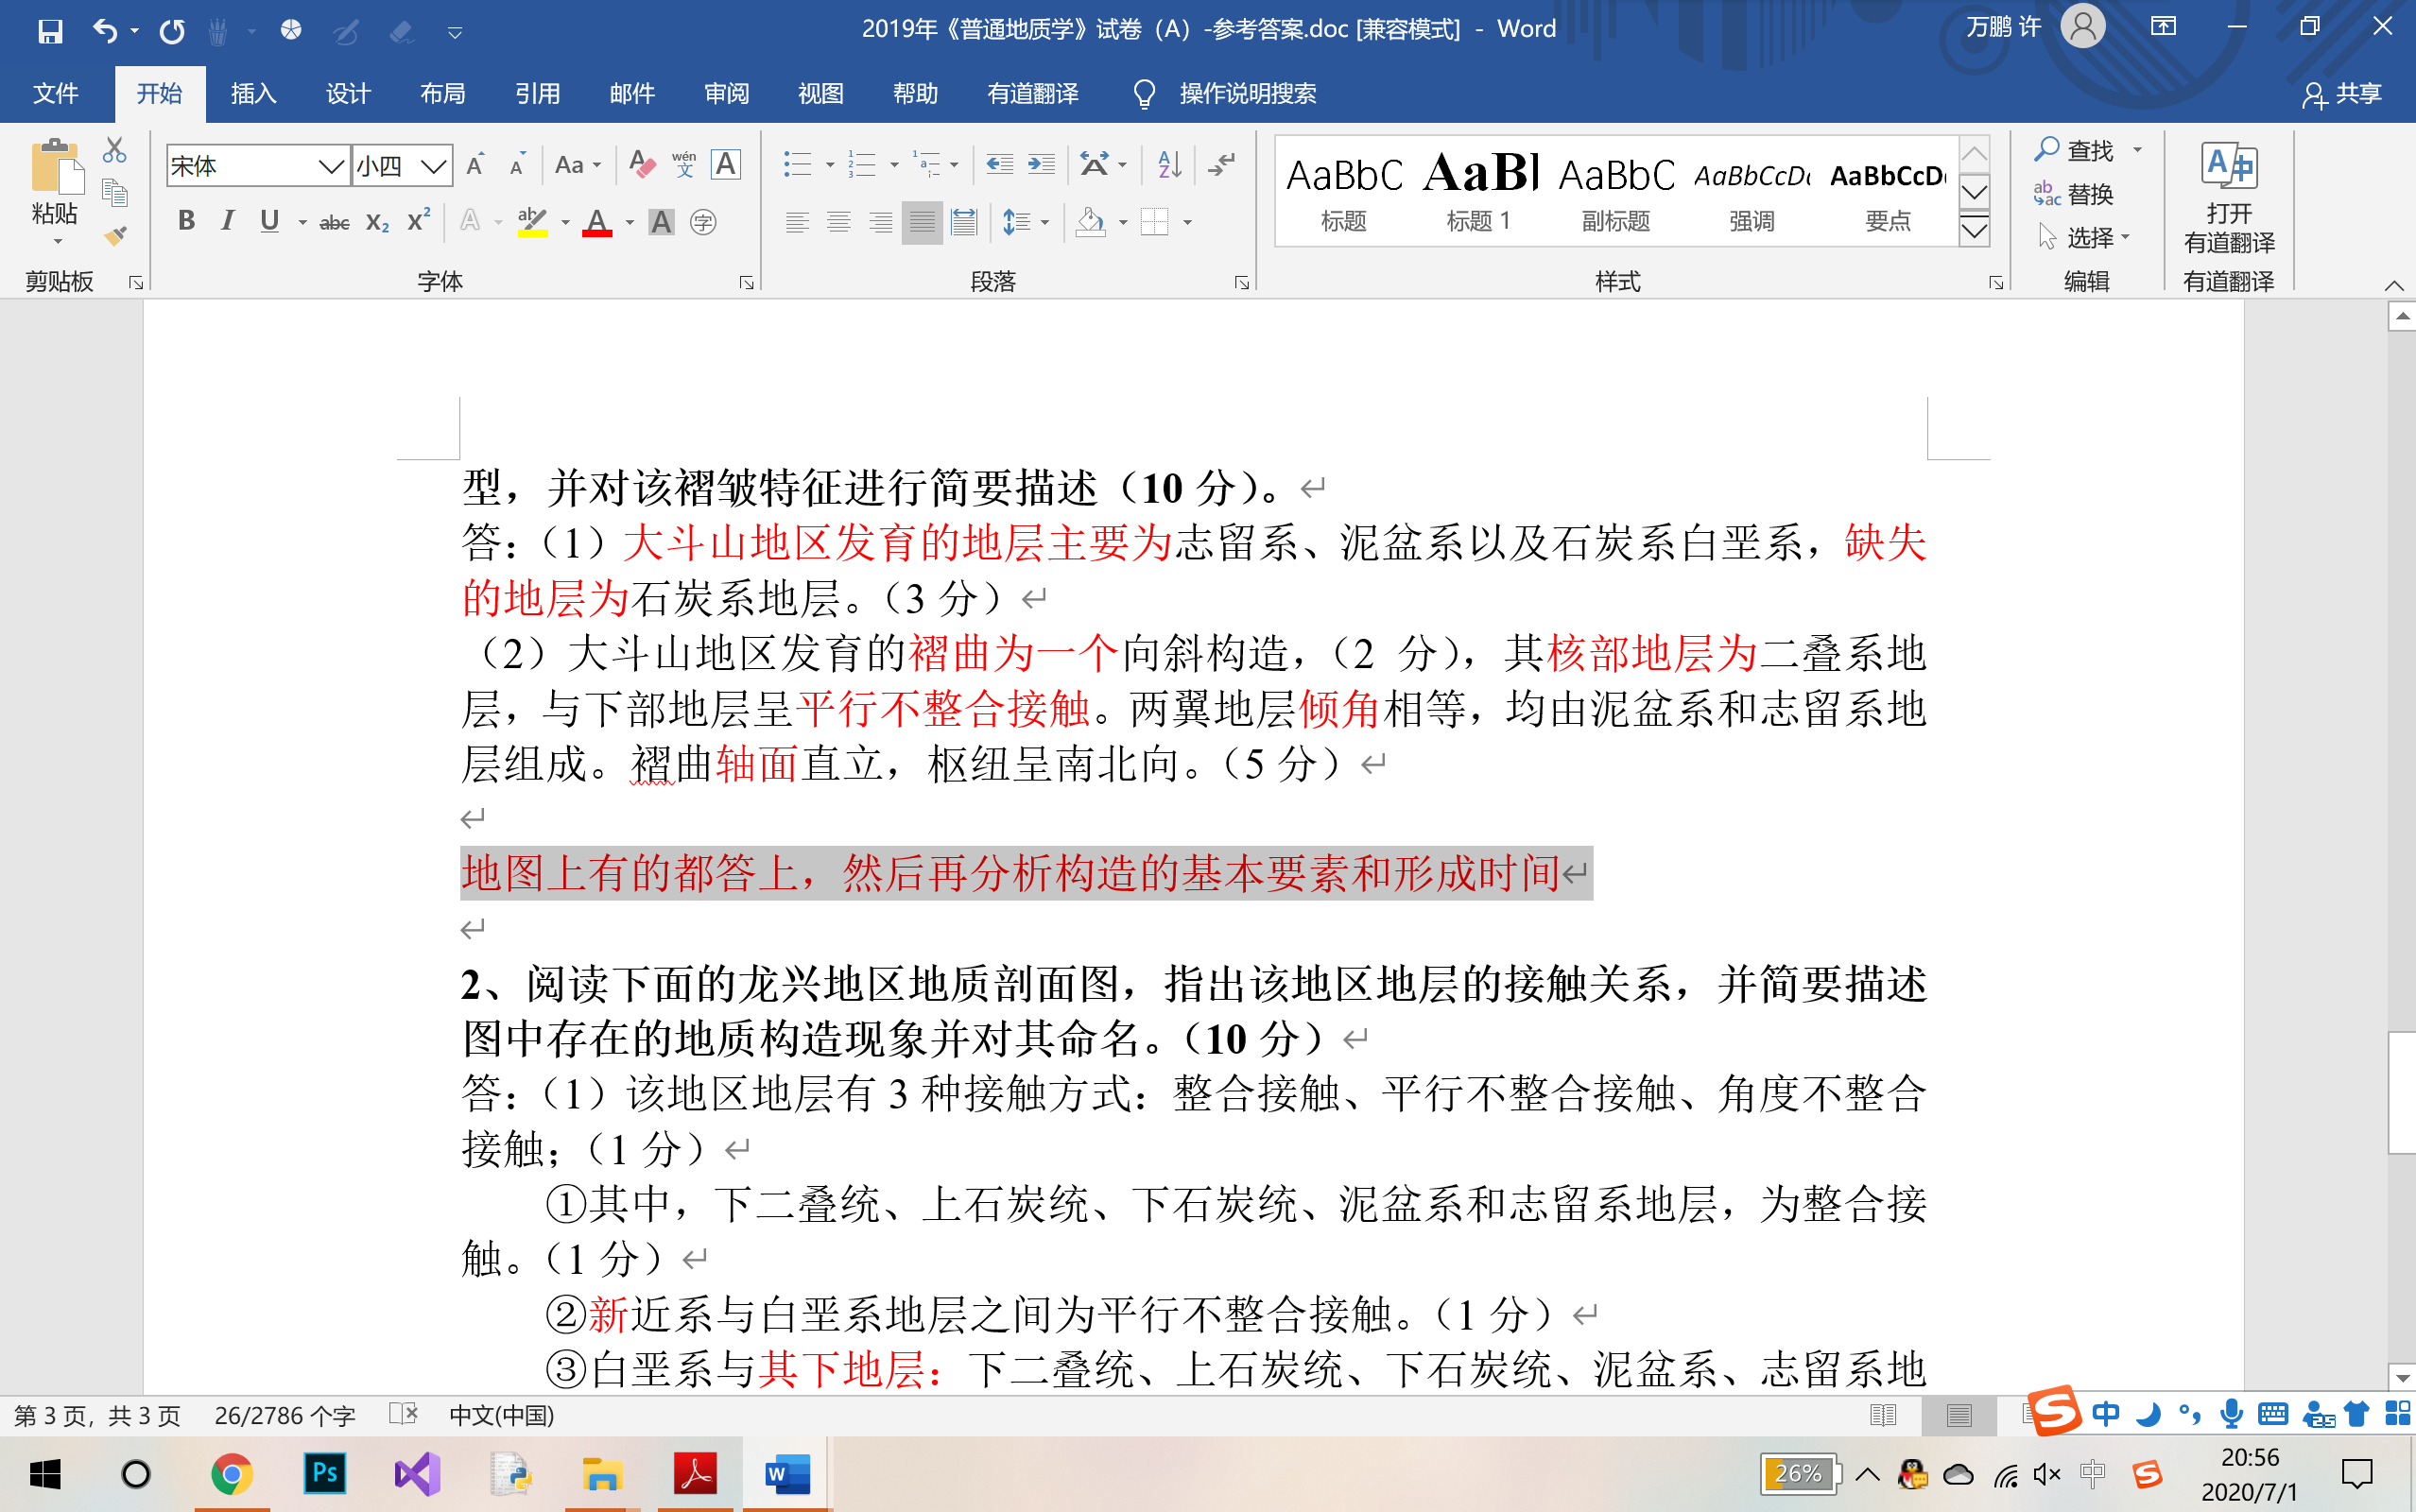 2019年《普通地质学》试卷（A）-参考答案.doc [兼容模式] - Word
万鹏 许
文件 开始 插入 设计 布局 引用 邮件 审阅 视图 帮助 有道翻译 操作说明搜索 共享
粘贴
剪贴板
宋体 小四
字体
段落
AaBbC AaBl AaBbC AaBbCcDc AaBbCcDc
标题 标题 1 副标题 强调 要点
样式
查找
替换
选择
编辑
打开
有道翻译
有道翻译
型，并对该褶皱特征进行简要描述（10 分）。
答：（1）大斗山地区发育的地层主要为志留系、泥盆系以及石炭系白垩系，缺失
的地层为石炭系地层。（3 分）
（2）大斗山地区发育的褶曲为一个向斜构造，（2 分），其核部地层为二叠系地
层，与下部地层呈平行不整合接触。两翼地层倾角相等，均由泥盆系和志留系地
层组成。褶曲轴面直立，枢纽呈南北向。（5 分）
地图上有的都答上，然后再分析构造的基本要素和形成时间
2、阅读下面的龙兴地区地质剖面图，指出该地区地层的接触关系，并简要描述
图中存在的地质构造现象并对其命名。（10 分）
答：（1）该地区地层有 3 种接触方式：整合接触、平行不整合接触、角度不整合
接触；（1 分）
①其中，下二叠统、上石炭统、下石炭统、泥盆系和志留系地层，为整合接
触。（1 分）
②新近系与白垩系地层之间为平行不整合接触。（1 分）
③白垩系与其下地层：下二叠统、上石炭统、下石炭统、泥盆系、志留系地
第 3 页，共 3 页 26/2786 个字 中文(中国)
中
26%
中
20:56
2020/7/1